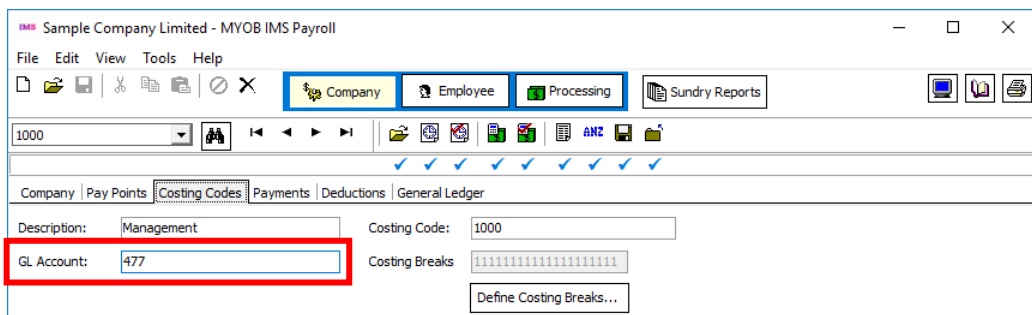 IMS Sample Company Limited - MYOB IMS Payroll
File Edit View Tools Help
Company Employee Processing Sundry Reports
1000 ANZ
Company Pay Points Costing Codes Payments Deductions General Ledger
Description: Management Costing Code: 1000
GL Account: 477 Costing Breaks 11111111111111111111
Define Costing Breaks...